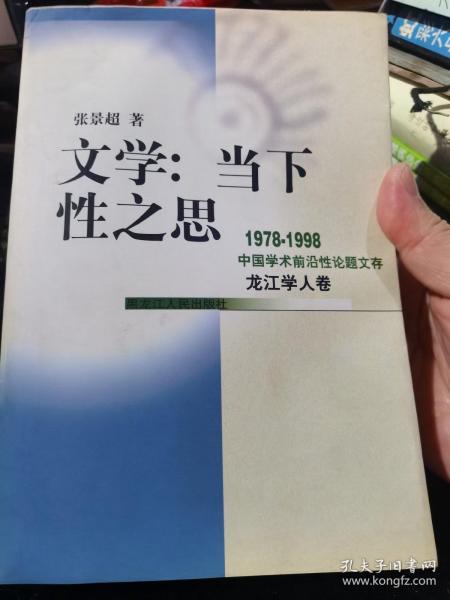 张景超 著
文学：当下
性之思
1978-1998
中国学术前沿性论题文存
龙江学人卷
黑龙江人民出版社
孔夫子旧书网
www.kongfz.com